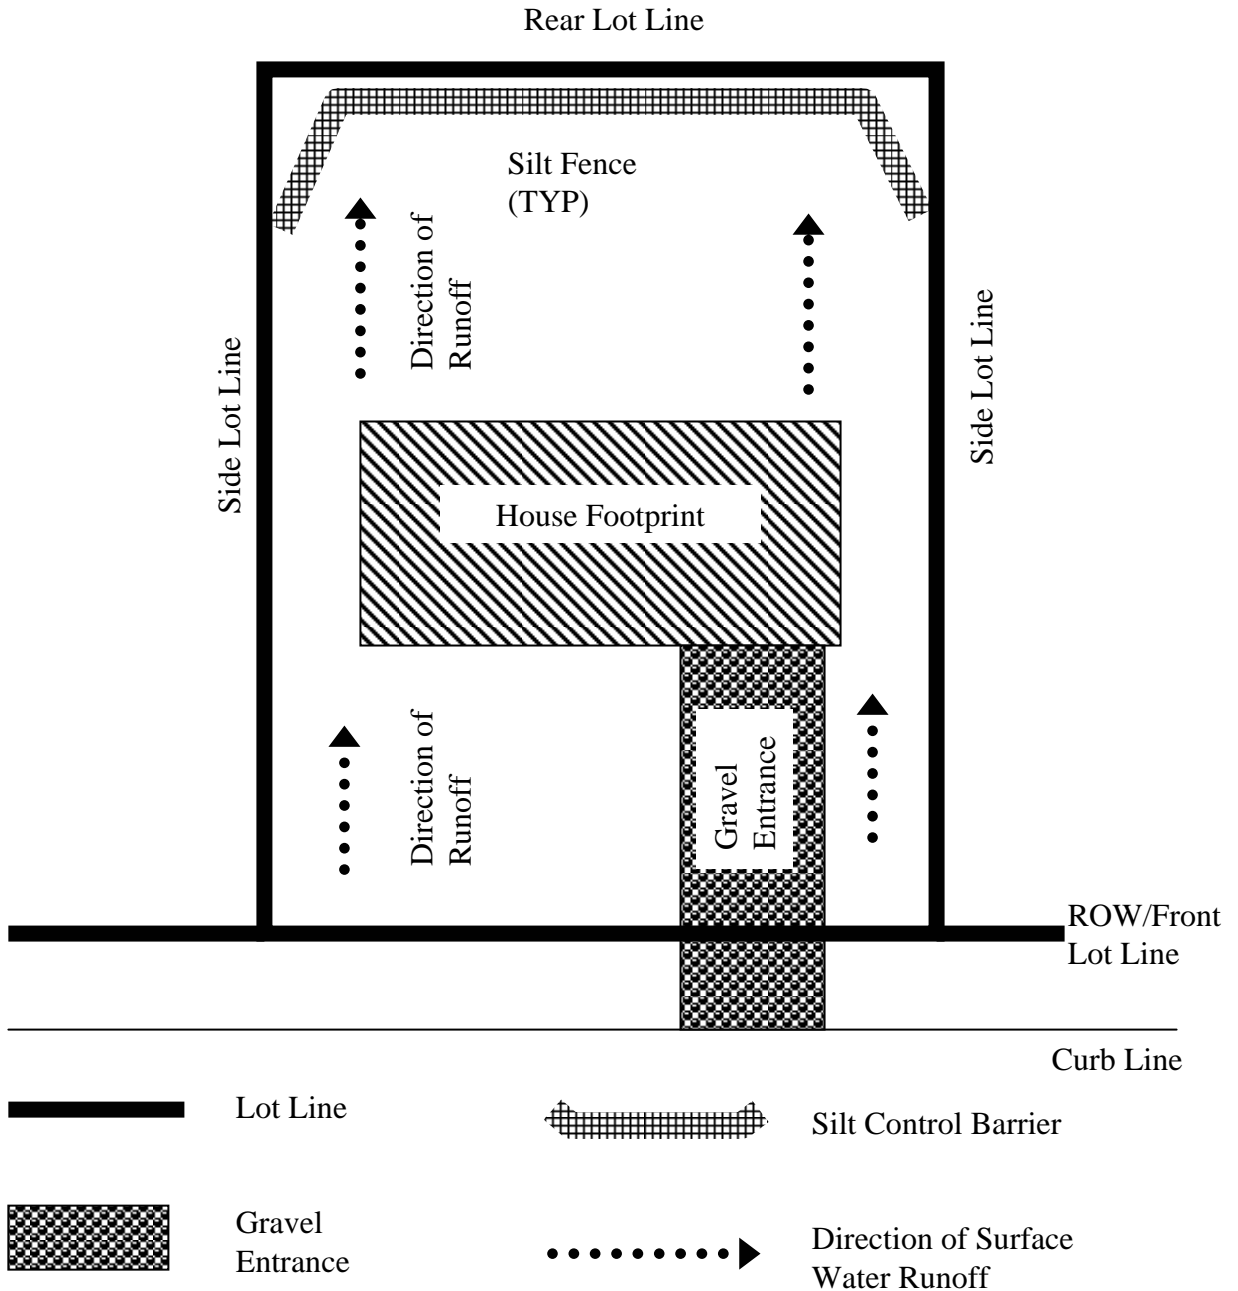 Rear Lot Line
Silt Fence
(TYP)
Direction of
Runoff
Side Lot Line
Side Lot Line
House Footprint
Direction of
Runoff
Gravel
Entrance
ROW/Front
Lot Line
Curb Line
Lot Line
Silt Control Barrier
Gravel
Entrance
Direction of Surface
Water Runoff